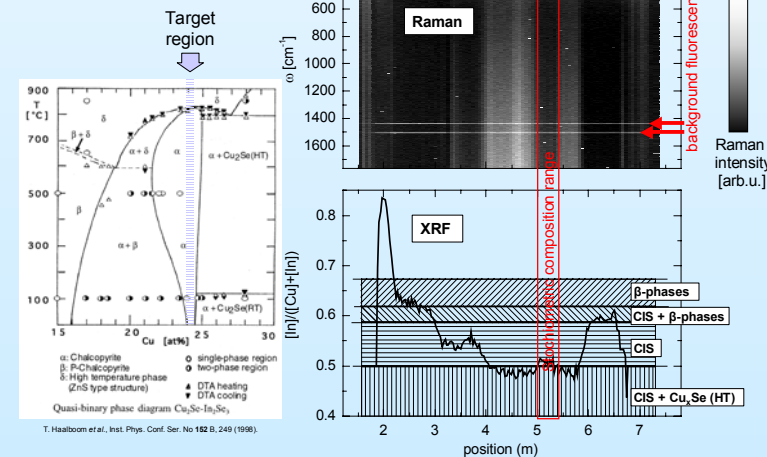 Target
region
900
T
[°C]
700
500
300
100
15
20
25
30
Cu [at%]
δ
δ
β+δ
α+δ
α
α+Cu₂Se(HT)
β
α+β
α
α+Cu₂Se(RT)
α: Chalcopyrite
β: P-Chalcopyrite
δ: High temperature phase
(ZnS type structure)
single-phase region
two-phase region
DTA heating
DTA cooling
Quasi-binary phase diagram Cu₂Se-In₂Se₃
T. Haalboom et al., Inst. Phys. Conf. Ser. No 152 B, 249 (1998).
Raman
ω [cm⁻¹]
600
800
1000
1200
1400
1600
background fluorescen
Raman
intensity
[arb.u.]
XRF
[In]/([Cu]+[In])
0.8
0.7
0.6
0.5
0.4
stoichiometric composition range
β-phases
CIS + β-phases
CIS
CIS + CuₓSe (HT)
2
3
4
5
6
7
position (m)